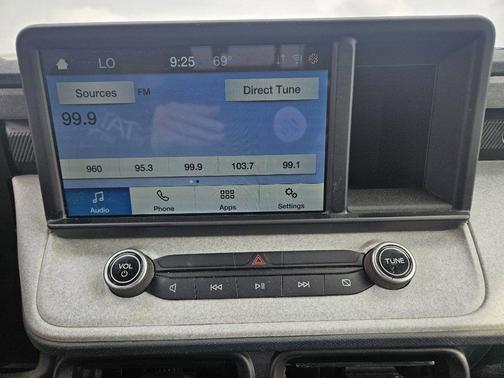 LO 9:25 69°
Sources FM Direct Tune
99.9
960 95.3 99.9 103.7 99.1
Audio Phone Apps Settings
VOL TUNE